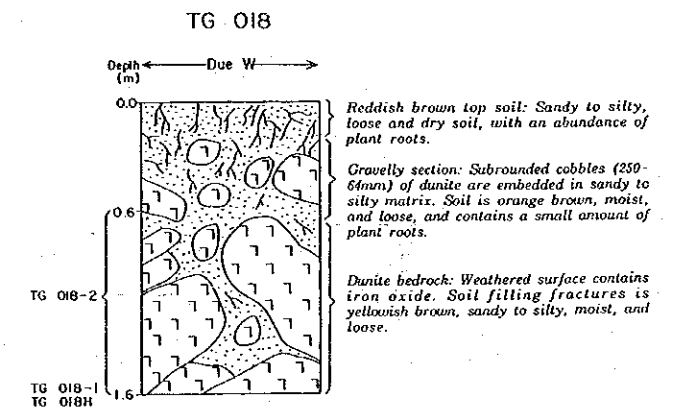 TG 018
Depth
(m)
Due W
0.0
Reddish brown top soil: Sandy to silty,
loose and dry soil, with an abundance of
plant roots.
Gravelly section: Subrounded cobbles (250-
64mm) of dunite are embedded in sandy to
silty matrix. Soil is orange brown, moist,
and loose, and contains a small amount of
plant roots.
0.6
Dunite bedrock: Weathered surface contains
iron oxide. Soil filling fractures is
yellowish brown, sandy to silty, moist, and
loose.
TG 018-2
TG 018-1
TG 018H
1.6